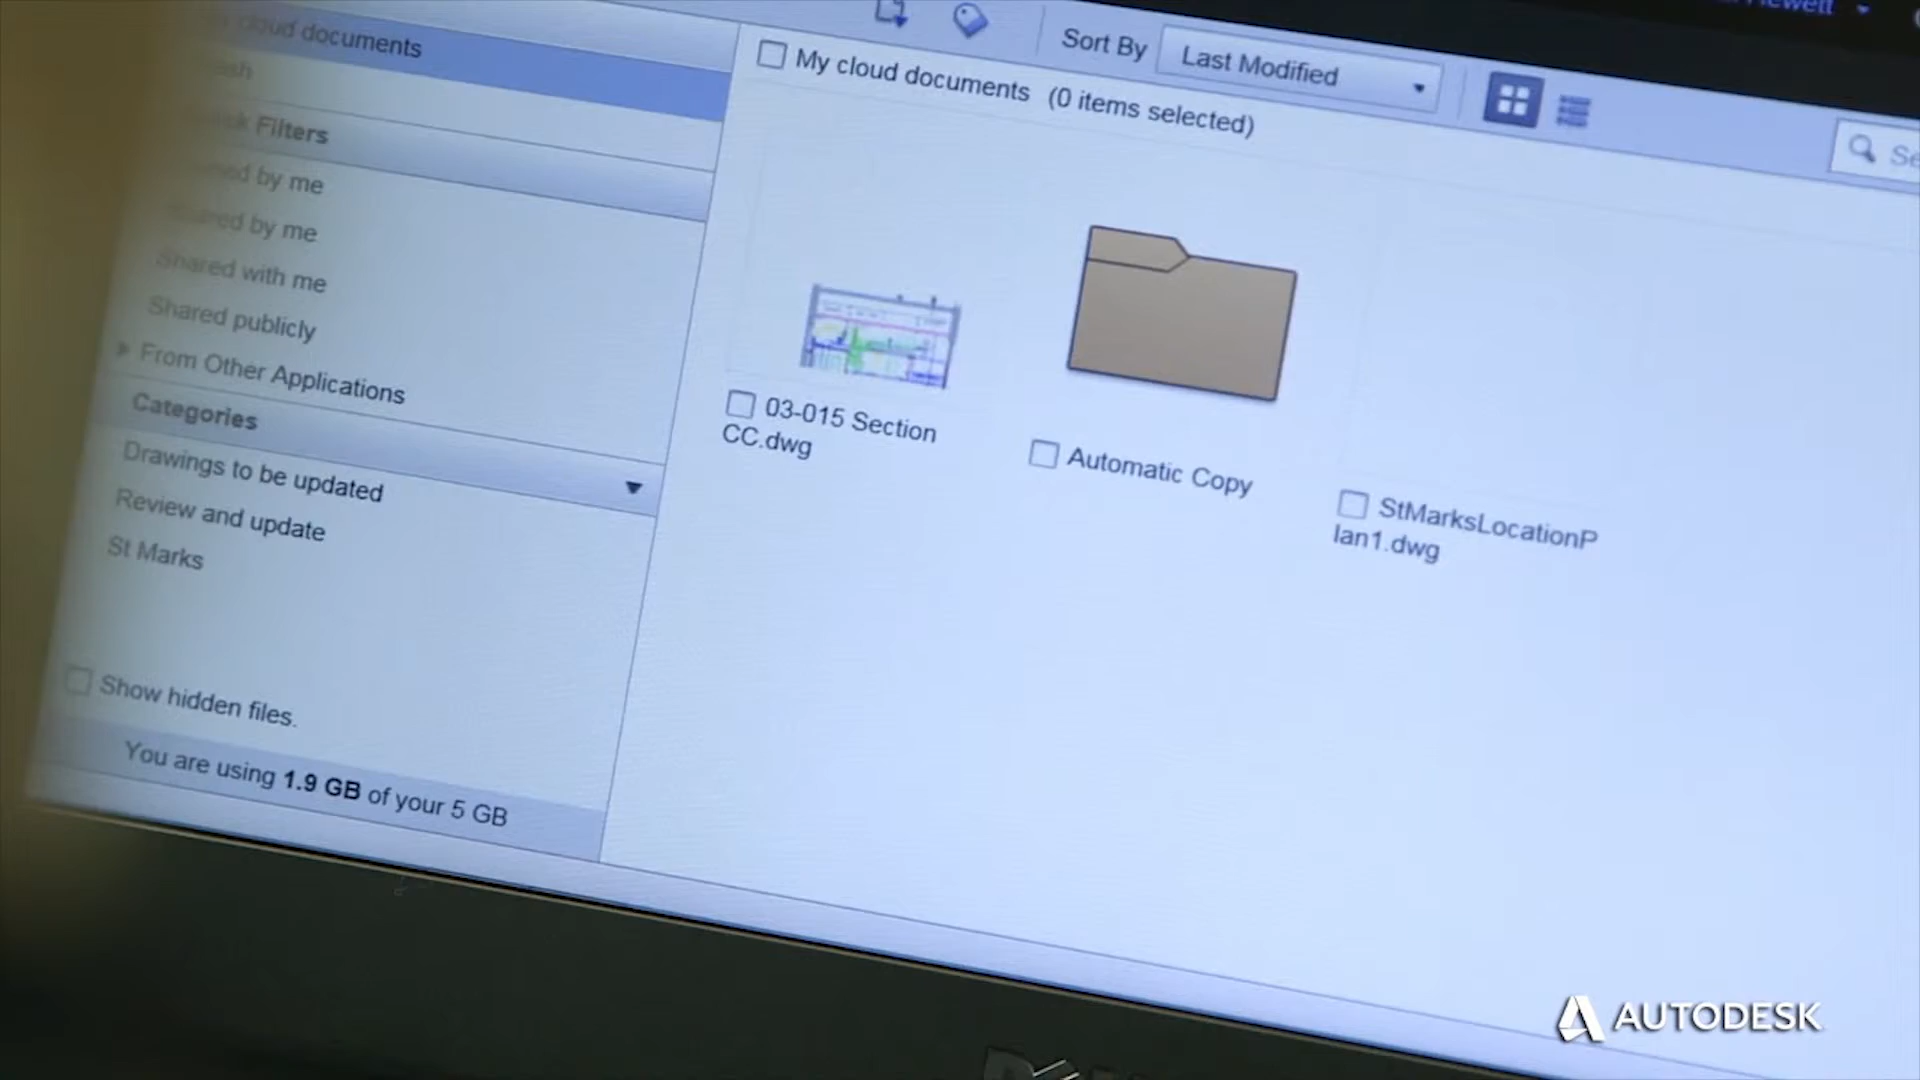 cloud documents
Filters
by me
by me
Shared with me
Shared publicly
From Other Applications
Categories
Drawings to be updated
Review and update
St Marks
Show hidden files.
You are using 1.9 GB of your 5 GB
Sort By Last Modified
My cloud documents (0 items selected)
03-015 Section
CC.dwg
Automatic Copy
StMarksLocationP
lan1.dwg
AUTODESK